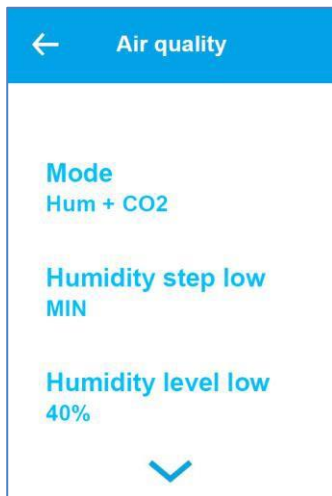 Air quality
Mode
Hum + CO2
Humidity step low
MIN
Humidity level low
40%